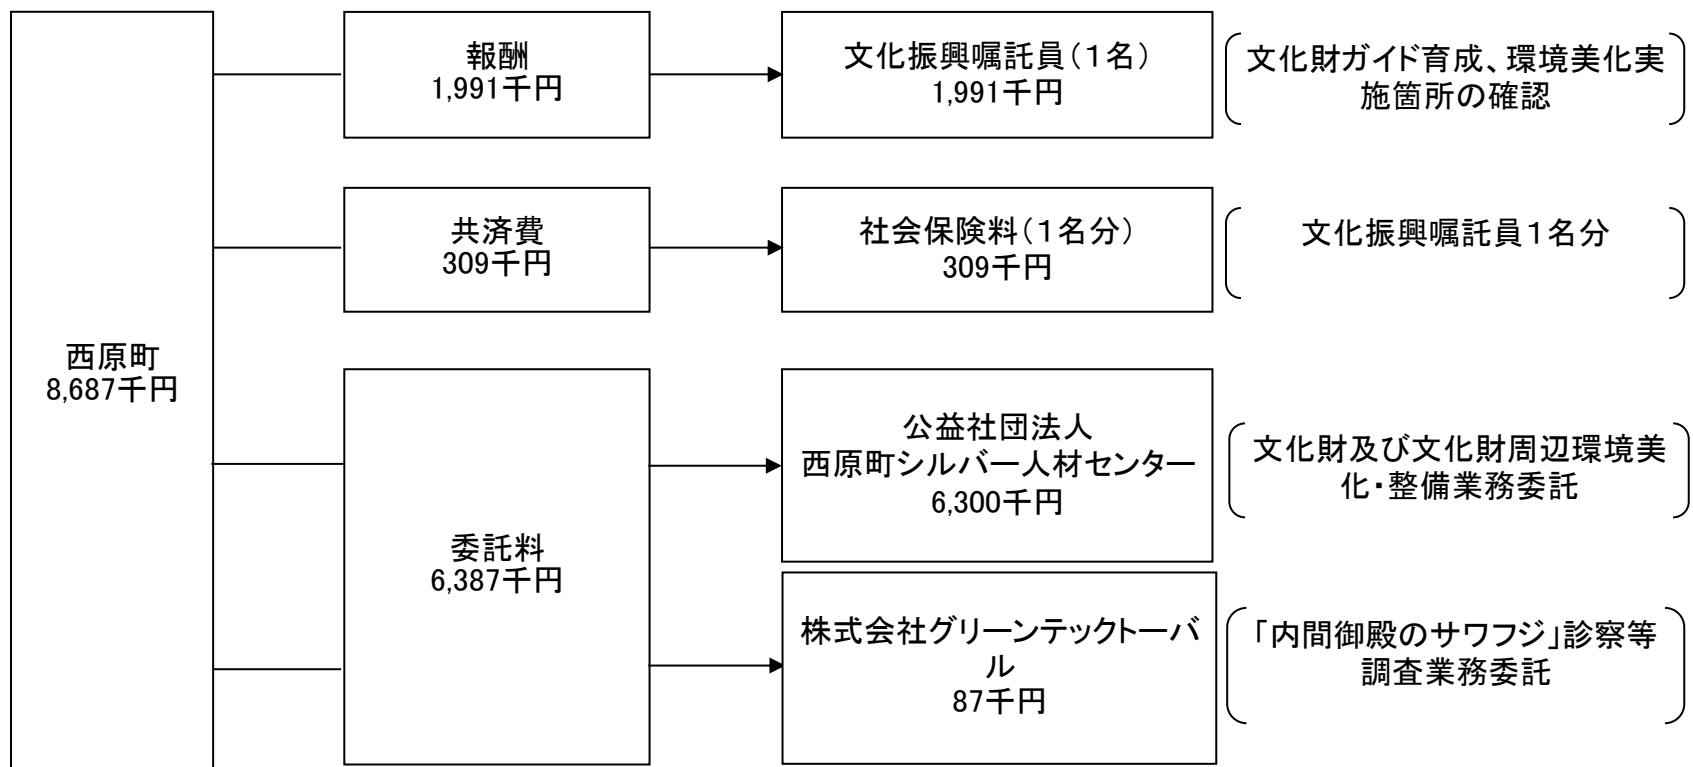 西原町
8,687千円
報酬
1,991千円
文化振興嘱託員(1名)
1,991千円
文化財ガイド育成、環境美化実
施箇所の確認
共済費
309千円
社会保険料(1名分)
309千円
文化振興嘱託員1名分
委託料
6,387千円
公益社団法人
西原町シルバー人材センター
6,300千円
文化財及び文化財周辺環境美
化・整備業務委託
株式会社グリーンテックトーバ
ル
87千円
「内間御殿のサワフジ」診察等
調査業務委託